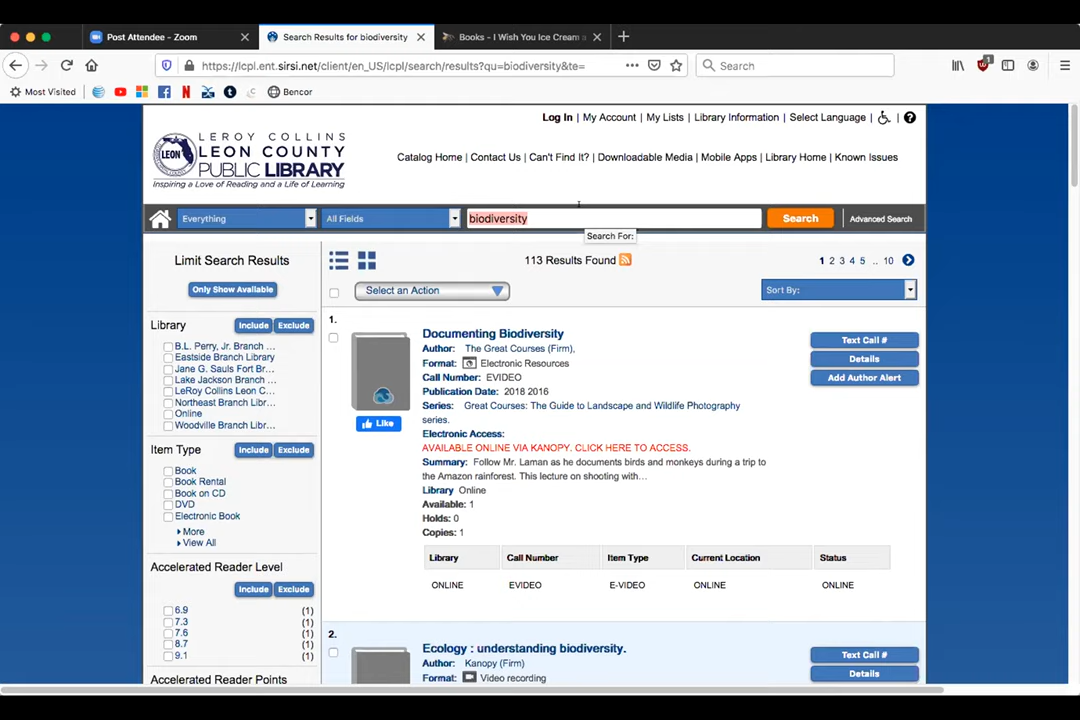 Post Attendee - Zoom
Search Results for biodiversity
Books - I Wish You Ice Cream a
https://lcpl.ent.sirsi.net/client/en_US/lcpl/search/results?qu=biodiversity&te=
Search
Most Visited
Bencor
Log In | My Account | My Lists | Library Information | Select Language |
LEROY COLLINS
LEON COUNTY
PUBLIC LIBRARY
Inspiring a Love of Reading and a Life of Learning
LEON
Catalog Home | Contact Us | Can't Find It? | Downloadable Media | Mobile Apps | Library Home | Known Issues
Everything
All Fields
biodiversity
Search
Advanced Search
Search For:
Limit Search Results
Only Show Available
113 Results Found
1 2 3 4 5 .. 10
Select an Action
Sort By:
Library
Include
Exclude
B.L. Perry, Jr. Branch ...
Eastside Branch Library
Jane G. Sauls Fort Br...
Lake Jackson Branch ...
LeRoy Collins Leon C...
Northeast Branch Libr...
Online
Woodville Branch Libr...
Item Type
Include
Exclude
Book
Book Rental
Book on CD
DVD
Electronic Book
More
View All
Accelerated Reader Level
Include
Exclude
6.9 (1)
7.3 (1)
7.6 (1)
8.7 (1)
9.1 (1)
Accelerated Reader Points
1.
Documenting Biodiversity
Author: The Great Courses (Firm),
Format: Electronic Resources
Call Number: EVIDEO
Publication Date: 2018 2016
Series: Great Courses: The Guide to Landscape and Wildlife Photography
series.
Electronic Access:
AVAILABLE ONLINE VIA KANOPY. CLICK HERE TO ACCESS.
Summary: Follow Mr. Laman as he documents birds and monkeys during a trip to
the Amazon rainforest. This lecture on shooting with…
Library Online
Available: 1
Holds: 0
Copies: 1
Like
Text Call #
Details
Add Author Alert
Library Call Number Item Type Current Location Status
ONLINE EVIDEO E-VIDEO ONLINE ONLINE
2.
Ecology : understanding biodiversity.
Author: Kanopy (Firm)
Format: Video recording
Text Call #
Details